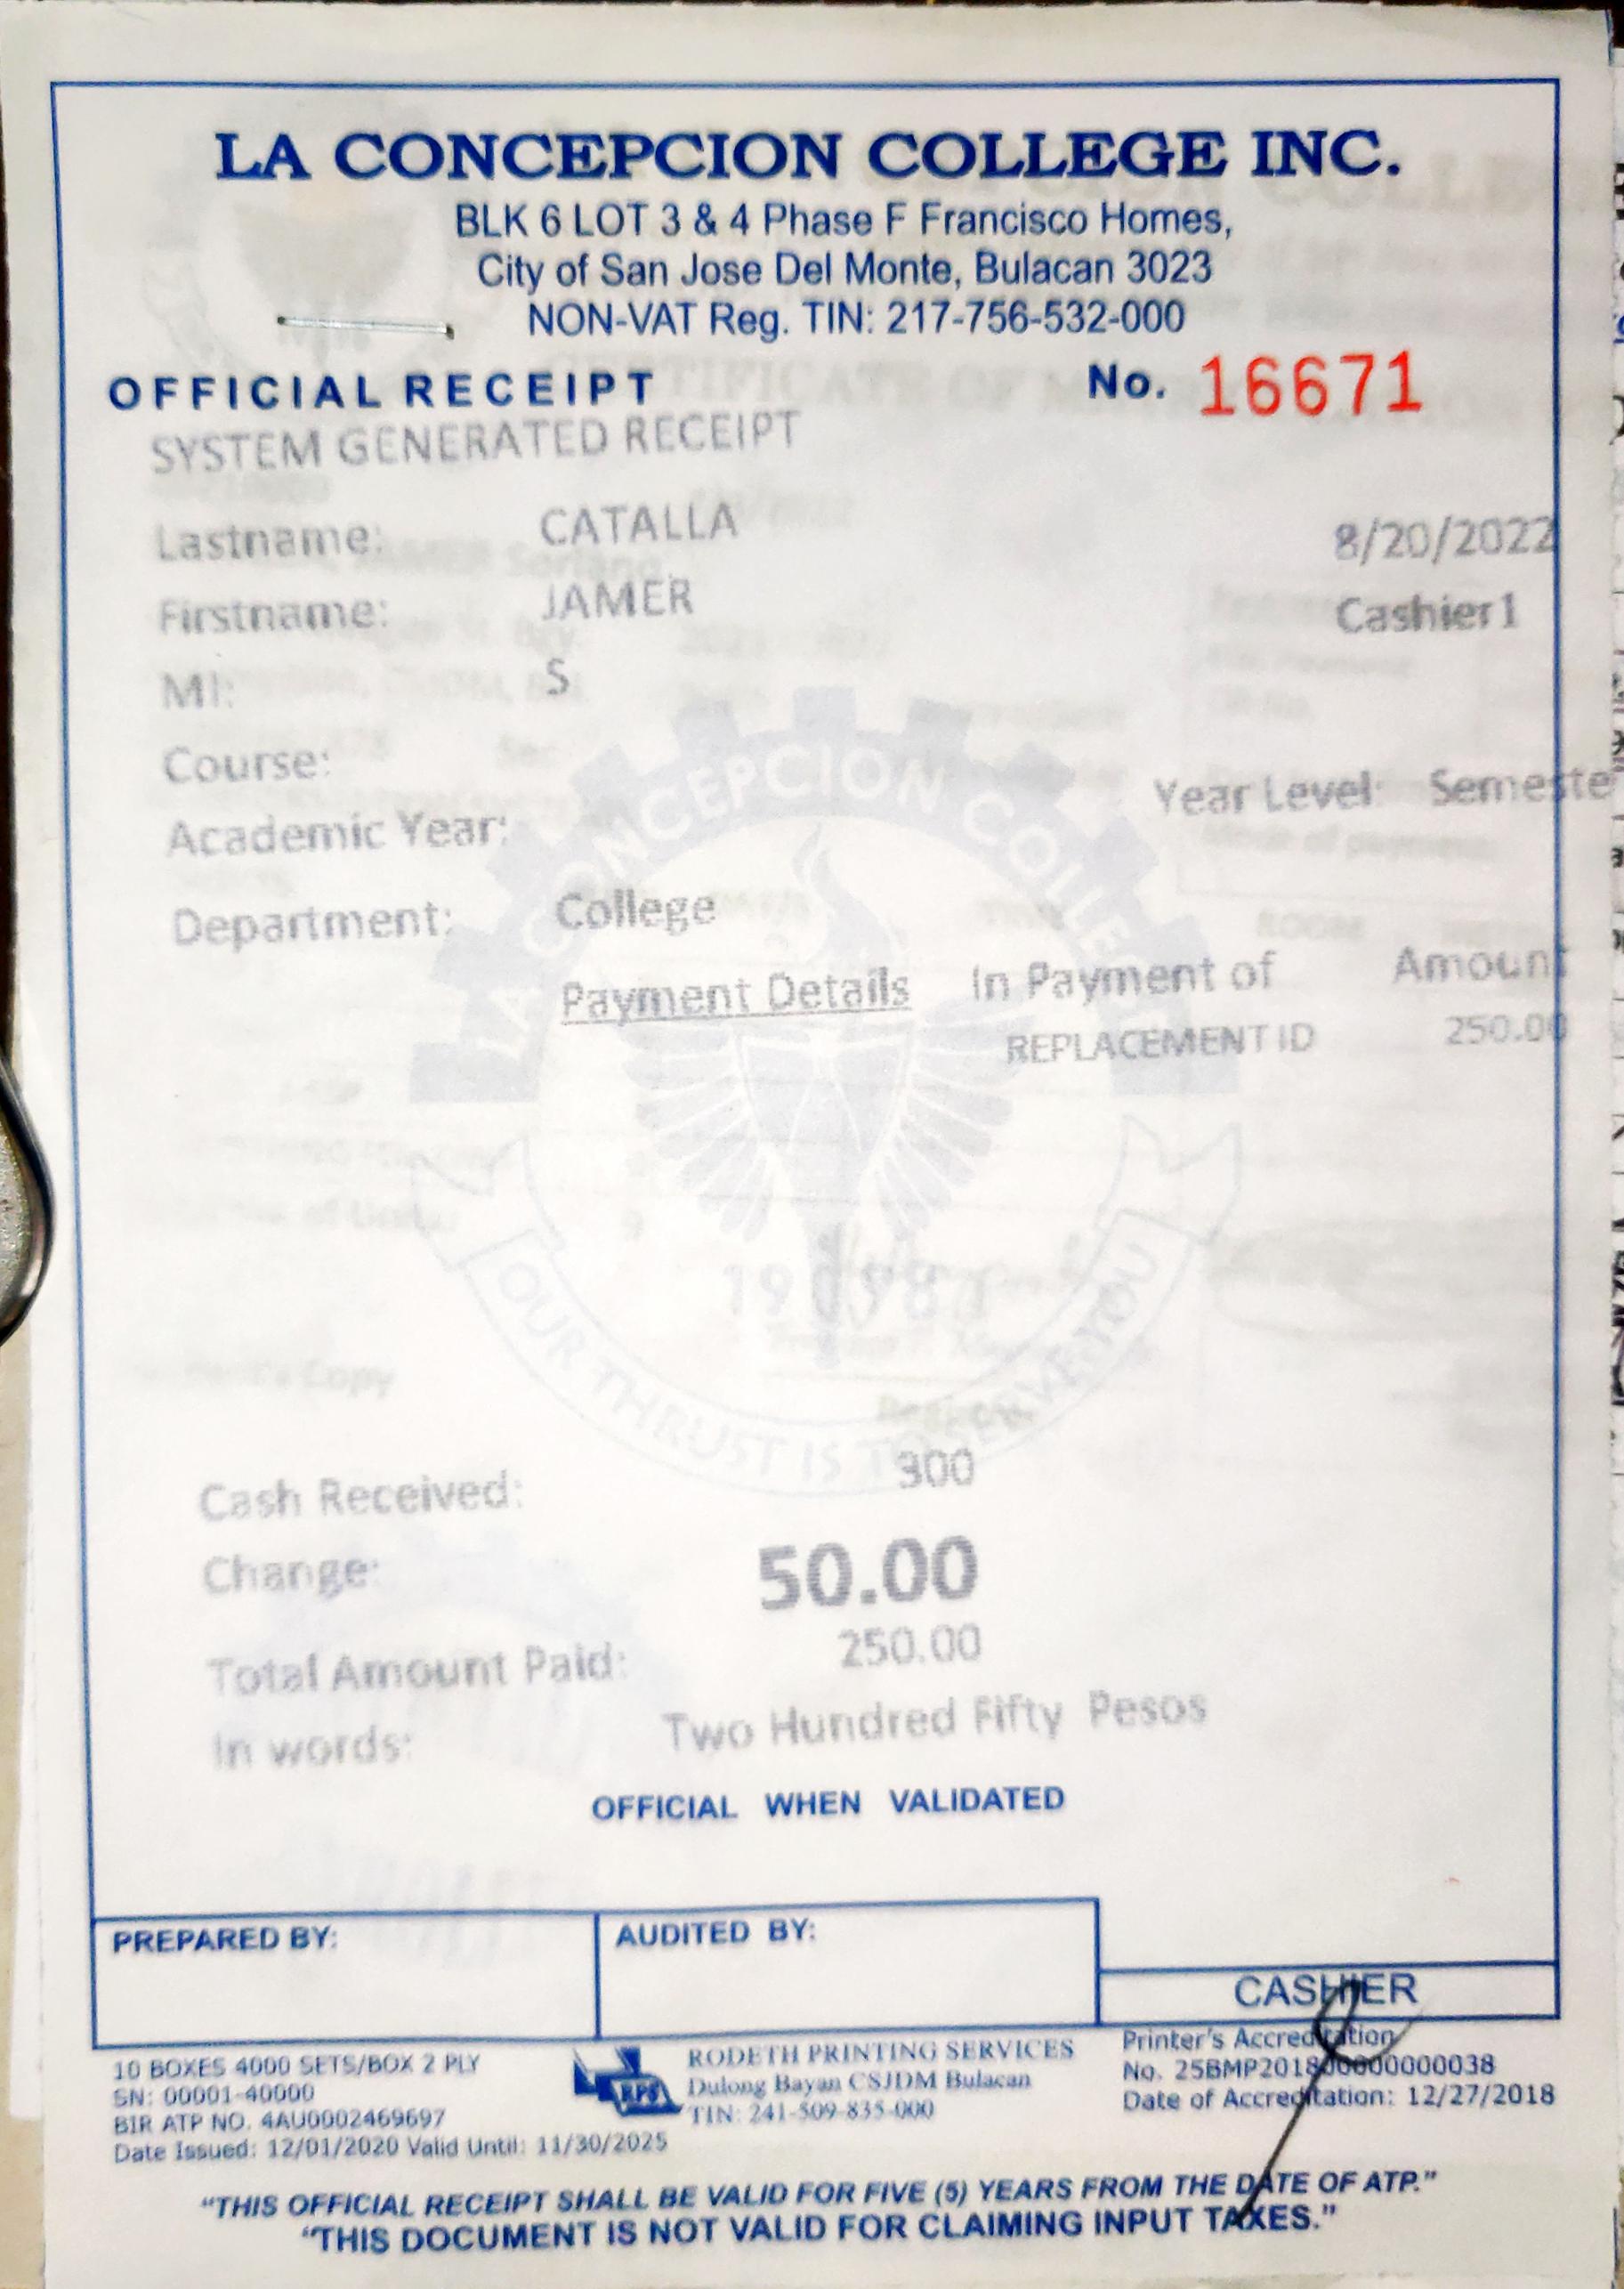 LA CONCEPCION COLLEGE INC.
BLK 6 LOT 3 & 4 Phase F Francisco Homes,
City of San Jose Del Monte, Bulacan 3023
NON-VAT Reg. TIN: 217-756-532-000
OFFICIAL RECEIPT No. 16671
SYSTEM GENERATED RECEIPT
Lastname: CATALLA 8/20/2022
Firstname: JAMER Cashier1
MI: S
Course:
Year Level: Semeste
Academic Year:
Department: College
Payment Details In Payment of Amount
REPLACEMENT ID 250.00
LA CONCEPCION COLLEGE
OUR THRUST IS TO SERVE YOU
Cash Received: 300
Change: 50.00
Total Amount Paid: 250.00
In words: Two Hundred Fifty Pesos
OFFICIAL WHEN VALIDATED
PREPARED BY: AUDITED BY:
CASHIER
10 BOXES 4000 SETS/BOX 2 PLY
SN: 00001-40000
BIR ATP NO. 4AU0002469697
Date Issued: 12/01/2020 Valid Until: 11/30/2025
RPS
RODETH PRINTING SERVICES
Dulong Bayan CSJDM Bulacan
TIN: 241-509-835-000
Printer's Accreditation
No. 25BMP20180000000038
Date of Accreditation: 12/27/2018
"THIS OFFICIAL RECEIPT SHALL BE VALID FOR FIVE (5) YEARS FROM THE DATE OF ATP."
"THIS DOCUMENT IS NOT VALID FOR CLAIMING INPUT TAXES."